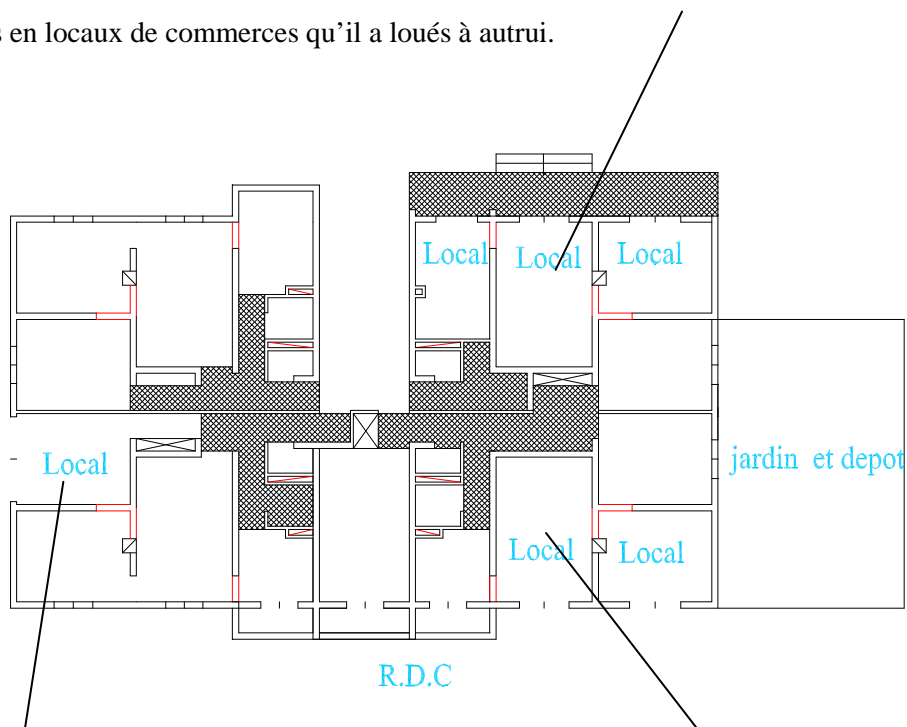 s en locaux de commerces qu’il a loués à autrui.
Local Local Local
Local
jardin et depot
Local Local
R.D.C